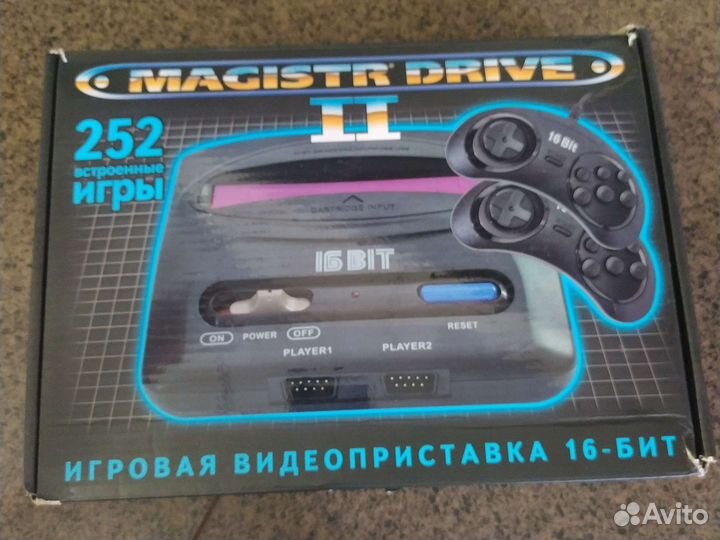 MAGISTR® DRIVE
II
252
встроенные
игры
16 Bit
CARTRIDGE INPUT
16 BIT
ON POWER OFF
RESET
PLAYER1 PLAYER2
ИГРОВАЯ ВИДЕОПРИСТАВКА 16-БИТ
Avito